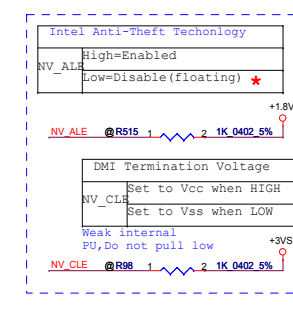 Intel Anti-Theft Techonlogy
NV_ALE
High=Enabled
Low=Disable(floating) *
+1.8V
NV_ALE @R515 1 2 1K_0402_5%
DMI Termination Voltage
NV_CLE
Set to Vcc when HIGH
Set to Vss when LOW
Weak internal
PU,Do not pull low
+3VS
NV_CLE @R98 1 2 1K_0402_5%